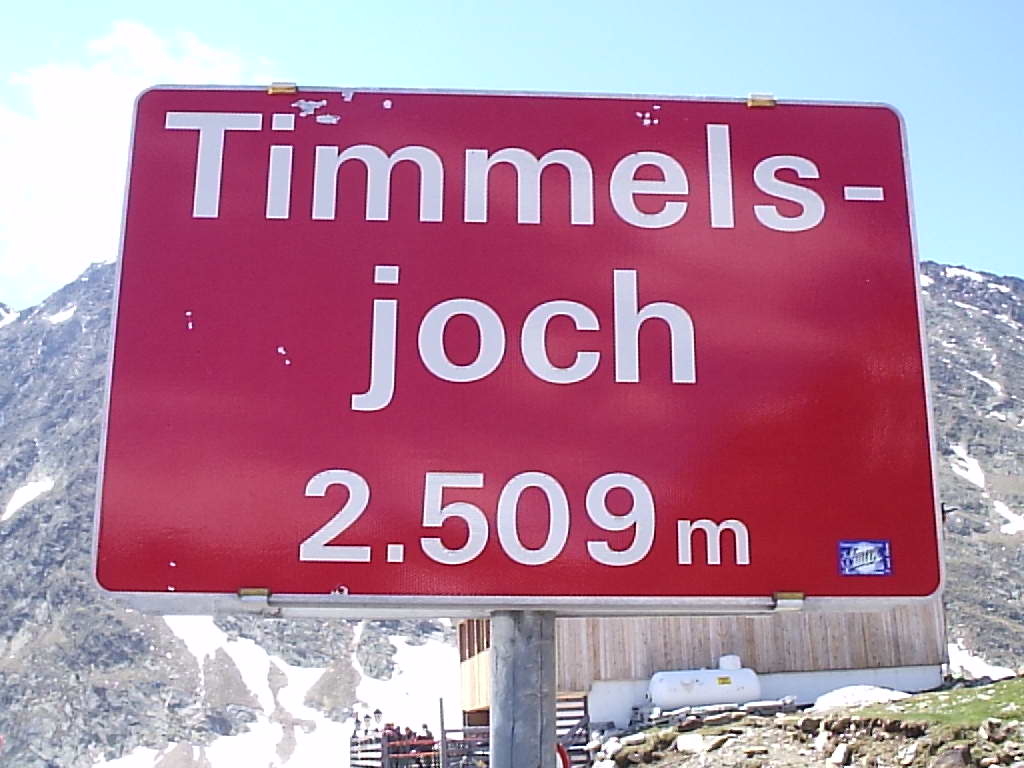 Timmels-
joch
2.509 m